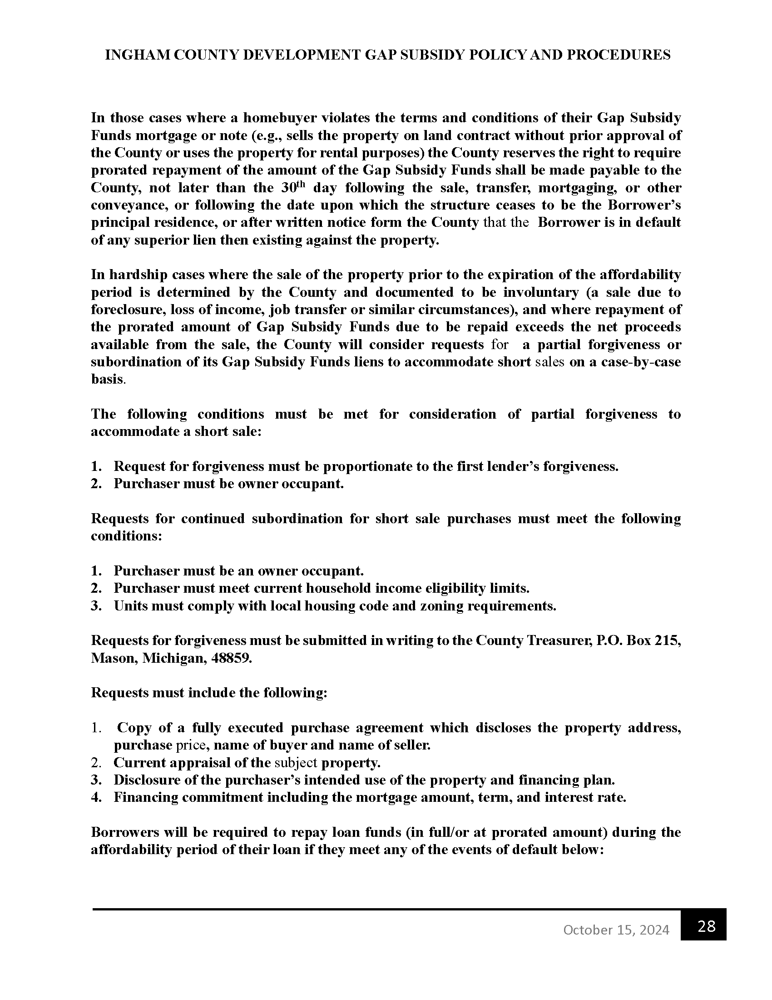 INGHAM COUNTY DEVELOPMENT GAP SUBSIDY POLICY AND PROCEDURES
In those cases where a homebuyer violates the terms and conditions of their Gap Subsidy
Funds mortgage or note (e.g., sells the property on land contract without prior approval of
the County or uses the property for rental purposes) the County reserves the right to require
prorated repayment of the amount of the Gap Subsidy Funds shall be made payable to the
County, not later than the 30th day following the sale, transfer, mortgaging, or other
conveyance, or following the date upon which the structure ceases to be the Borrower’s
principal residence, or after written notice form the County that the Borrower is in default
of any superior lien then existing against the property.
In hardship cases where the sale of the property prior to the expiration of the affordability
period is determined by the County and documented to be involuntary (a sale due to
foreclosure, loss of income, job transfer or similar circumstances), and where repayment of
the prorated amount of Gap Subsidy Funds due to be repaid exceeds the net proceeds
available from the sale, the County will consider requests for a partial forgiveness or
subordination of its Gap Subsidy Funds liens to accommodate short sales on a case-by-case
basis.
The following conditions must be met for consideration of partial forgiveness to
accommodate a short sale:
1. Request for forgiveness must be proportionate to the first lender’s forgiveness.
2. Purchaser must be owner occupant.
Requests for continued subordination for short sale purchases must meet the following
conditions:
1. Purchaser must be an owner occupant.
2. Purchaser must meet current household income eligibility limits.
3. Units must comply with local housing code and zoning requirements.
Requests for forgiveness must be submitted in writing to the County Treasurer, P.O. Box 215,
Mason, Michigan, 48859.
Requests must include the following:
1. Copy of a fully executed purchase agreement which discloses the property address,
purchase price, name of buyer and name of seller.
2. Current appraisal of the subject property.
3. Disclosure of the purchaser’s intended use of the property and financing plan.
4. Financing commitment including the mortgage amount, term, and interest rate.
Borrowers will be required to repay loan funds (in full/or at prorated amount) during the
affordability period of their loan if they meet any of the events of default below:
October 15, 2024 28